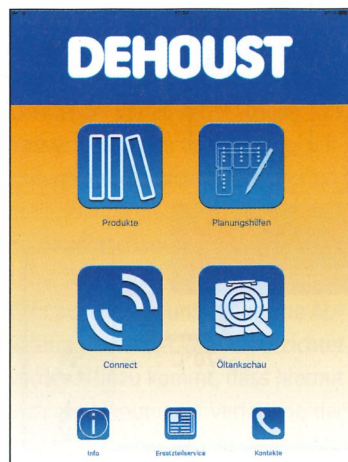 DEHOUST
Produkte
Planungshilfen
Connect
Öltankschau
Info
Ersatzteilservice
Kontakte